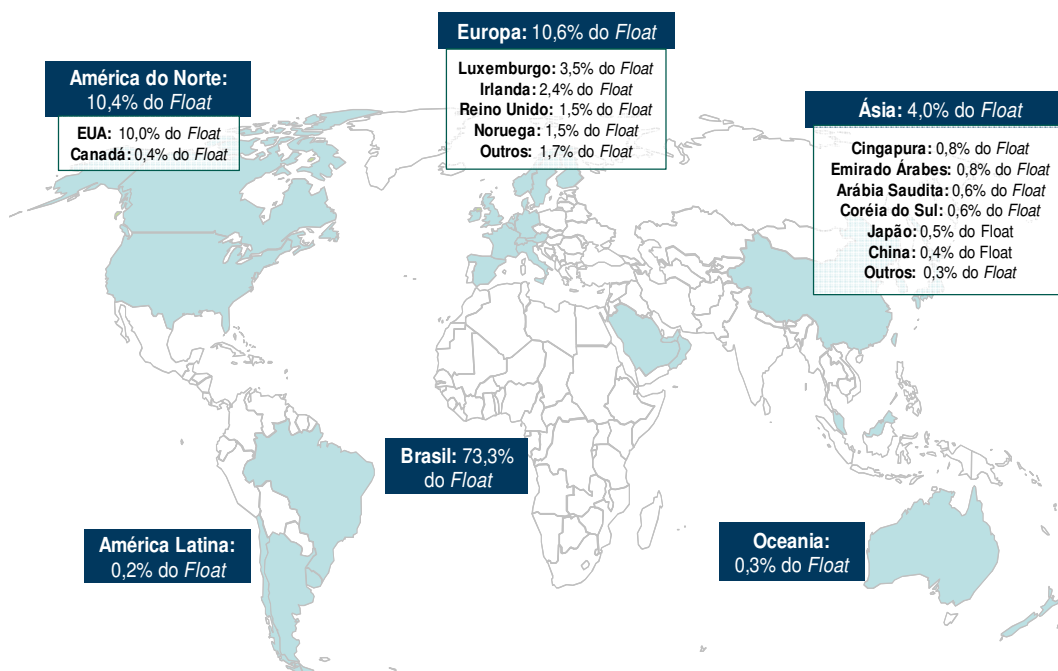 Europa: 10,6% do Float
Luxemburgo: 3,5% do Float
Irlanda: 2,4% do Float
Reino Unido: 1,5% do Float
Noruega: 1,5% do Float
Outros: 1,7% do Float
América do Norte:
10,4% do Float
EUA: 10,0% do Float
Canadá: 0,4% do Float
Ásia: 4,0% do Float
Cingapura: 0,8% do Float
Emirado Árabes: 0,8% do Float
Arábia Saudita: 0,6% do Float
Coréia do Sul: 0,6% do Float
Japão: 0,5% do Float
China: 0,4% do Float
Outros: 0,3% do Float
Brasil: 73,3%
do Float
América Latina:
0,2% do Float
Oceania:
0,3% do Float